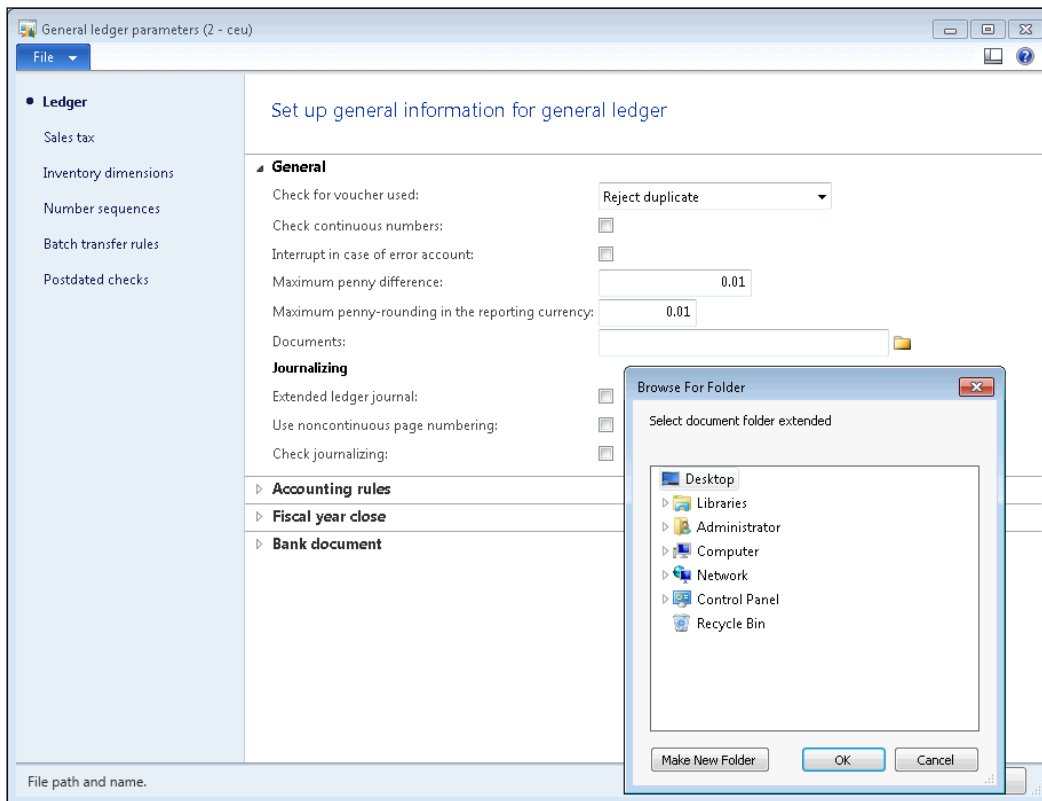 General ledger parameters (2 - ceu)
File
Ledger
Sales tax
Inventory dimensions
Number sequences
Batch transfer rules
Postdated checks
Set up general information for general ledger
General
Check for voucher used: Reject duplicate
Check continuous numbers:
Interrupt in case of error account:
Maximum penny difference: 0.01
Maximum penny-rounding in the reporting currency: 0.01
Documents:
Journalizing
Extended ledger journal:
Use noncontinuous page numbering:
Check journalizing:
Accounting rules
Fiscal year close
Bank document
Browse For Folder
Select document folder extended
Desktop
Libraries
Administrator
Computer
Network
Control Panel
Recycle Bin
Make New Folder OK Cancel
File path and name.